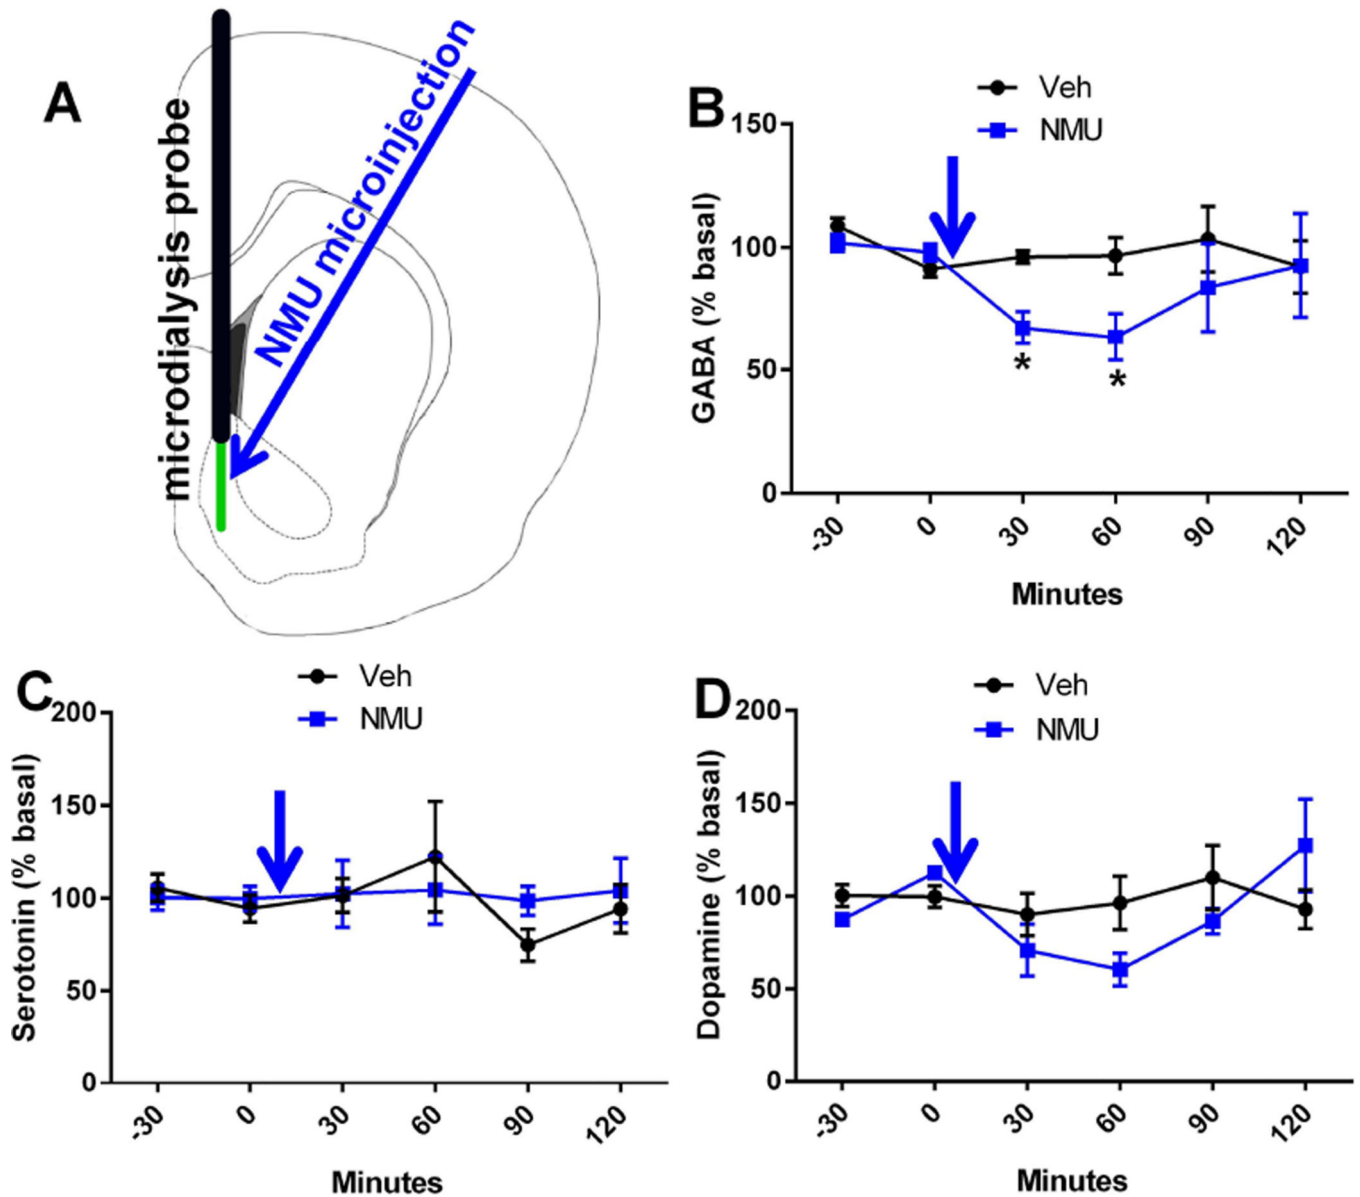 A
microdialysis probe
NMU microinjection
B
Veh
NMU
GABA (% basal)
150
100
50
0
-30 0 30 60 90 120
* *
Minutes
C
Veh
NMU
Serotonin (% basal)
200
150
100
50
0
-30 0 30 60 90 120
Minutes
D
Veh
NMU
Dopamine (% basal)
200
150
100
50
0
-30 0 30 60 90 120
Minutes